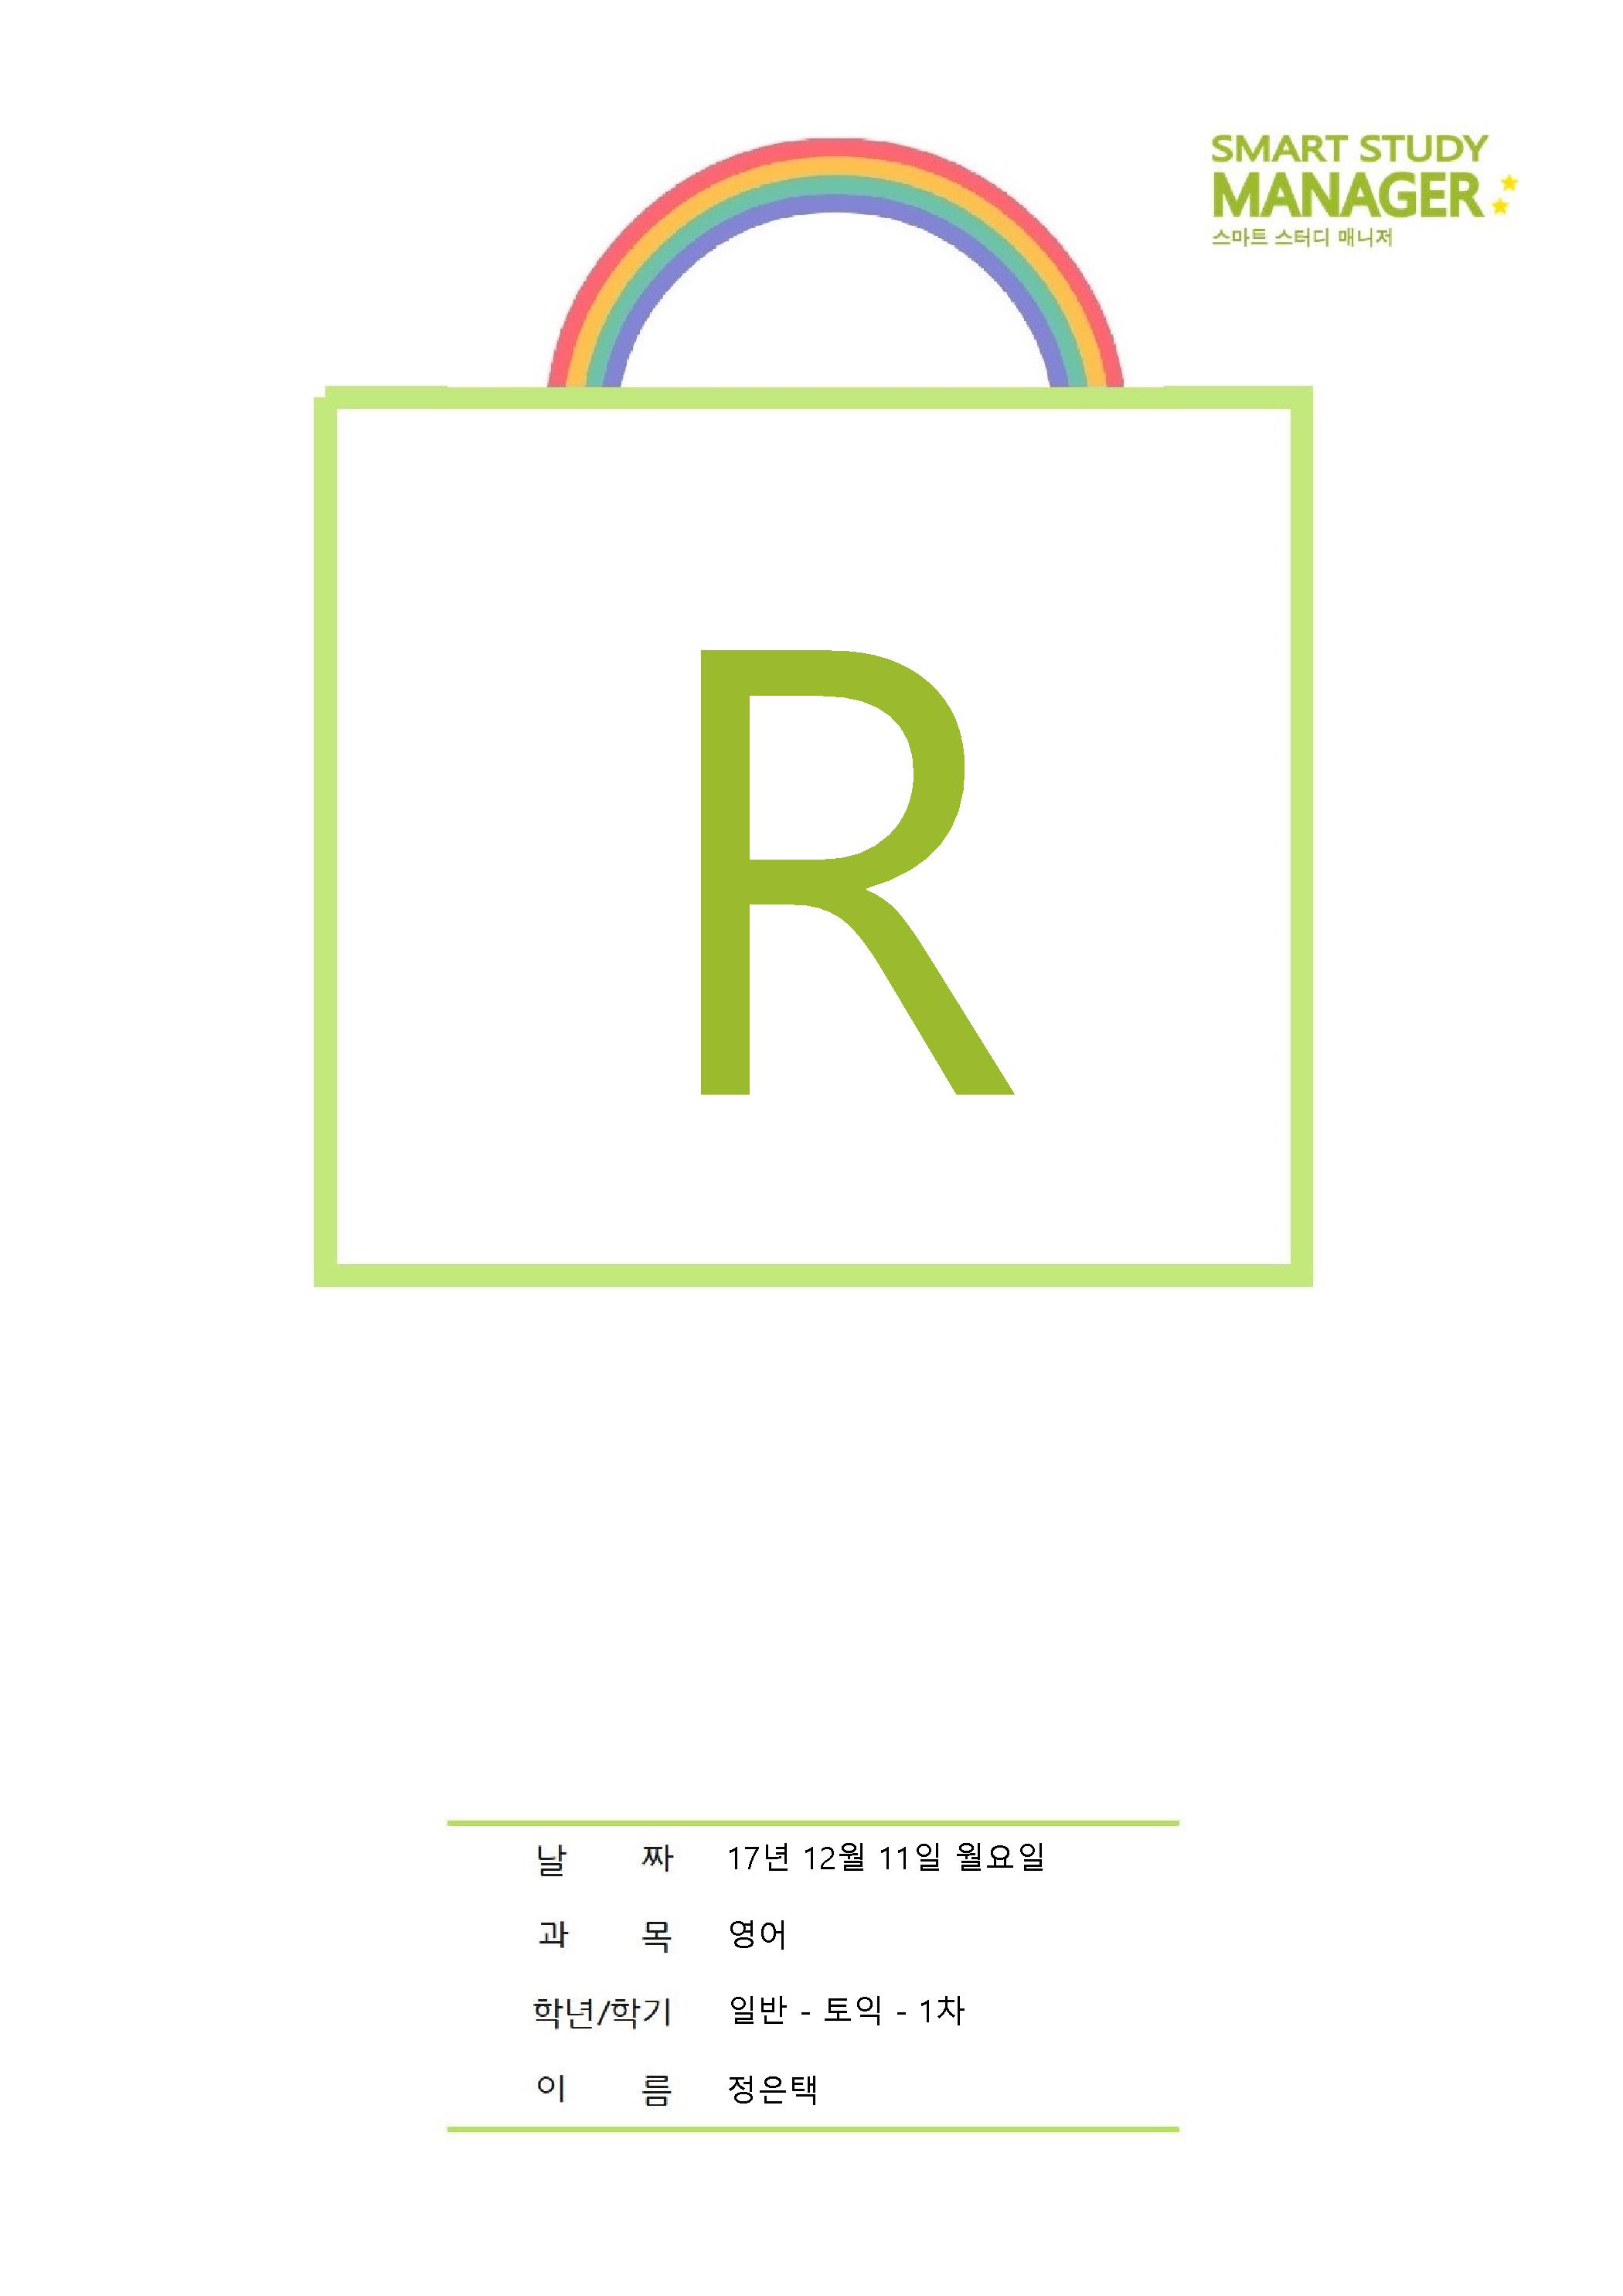 SMART STUDY
MANAGER
스마트 스터디 매니저
R
날 짜 17년 12월 11일 월요일
과 목 영어
학년/학기 일반 - 토익 - 1차
이 름 정은택